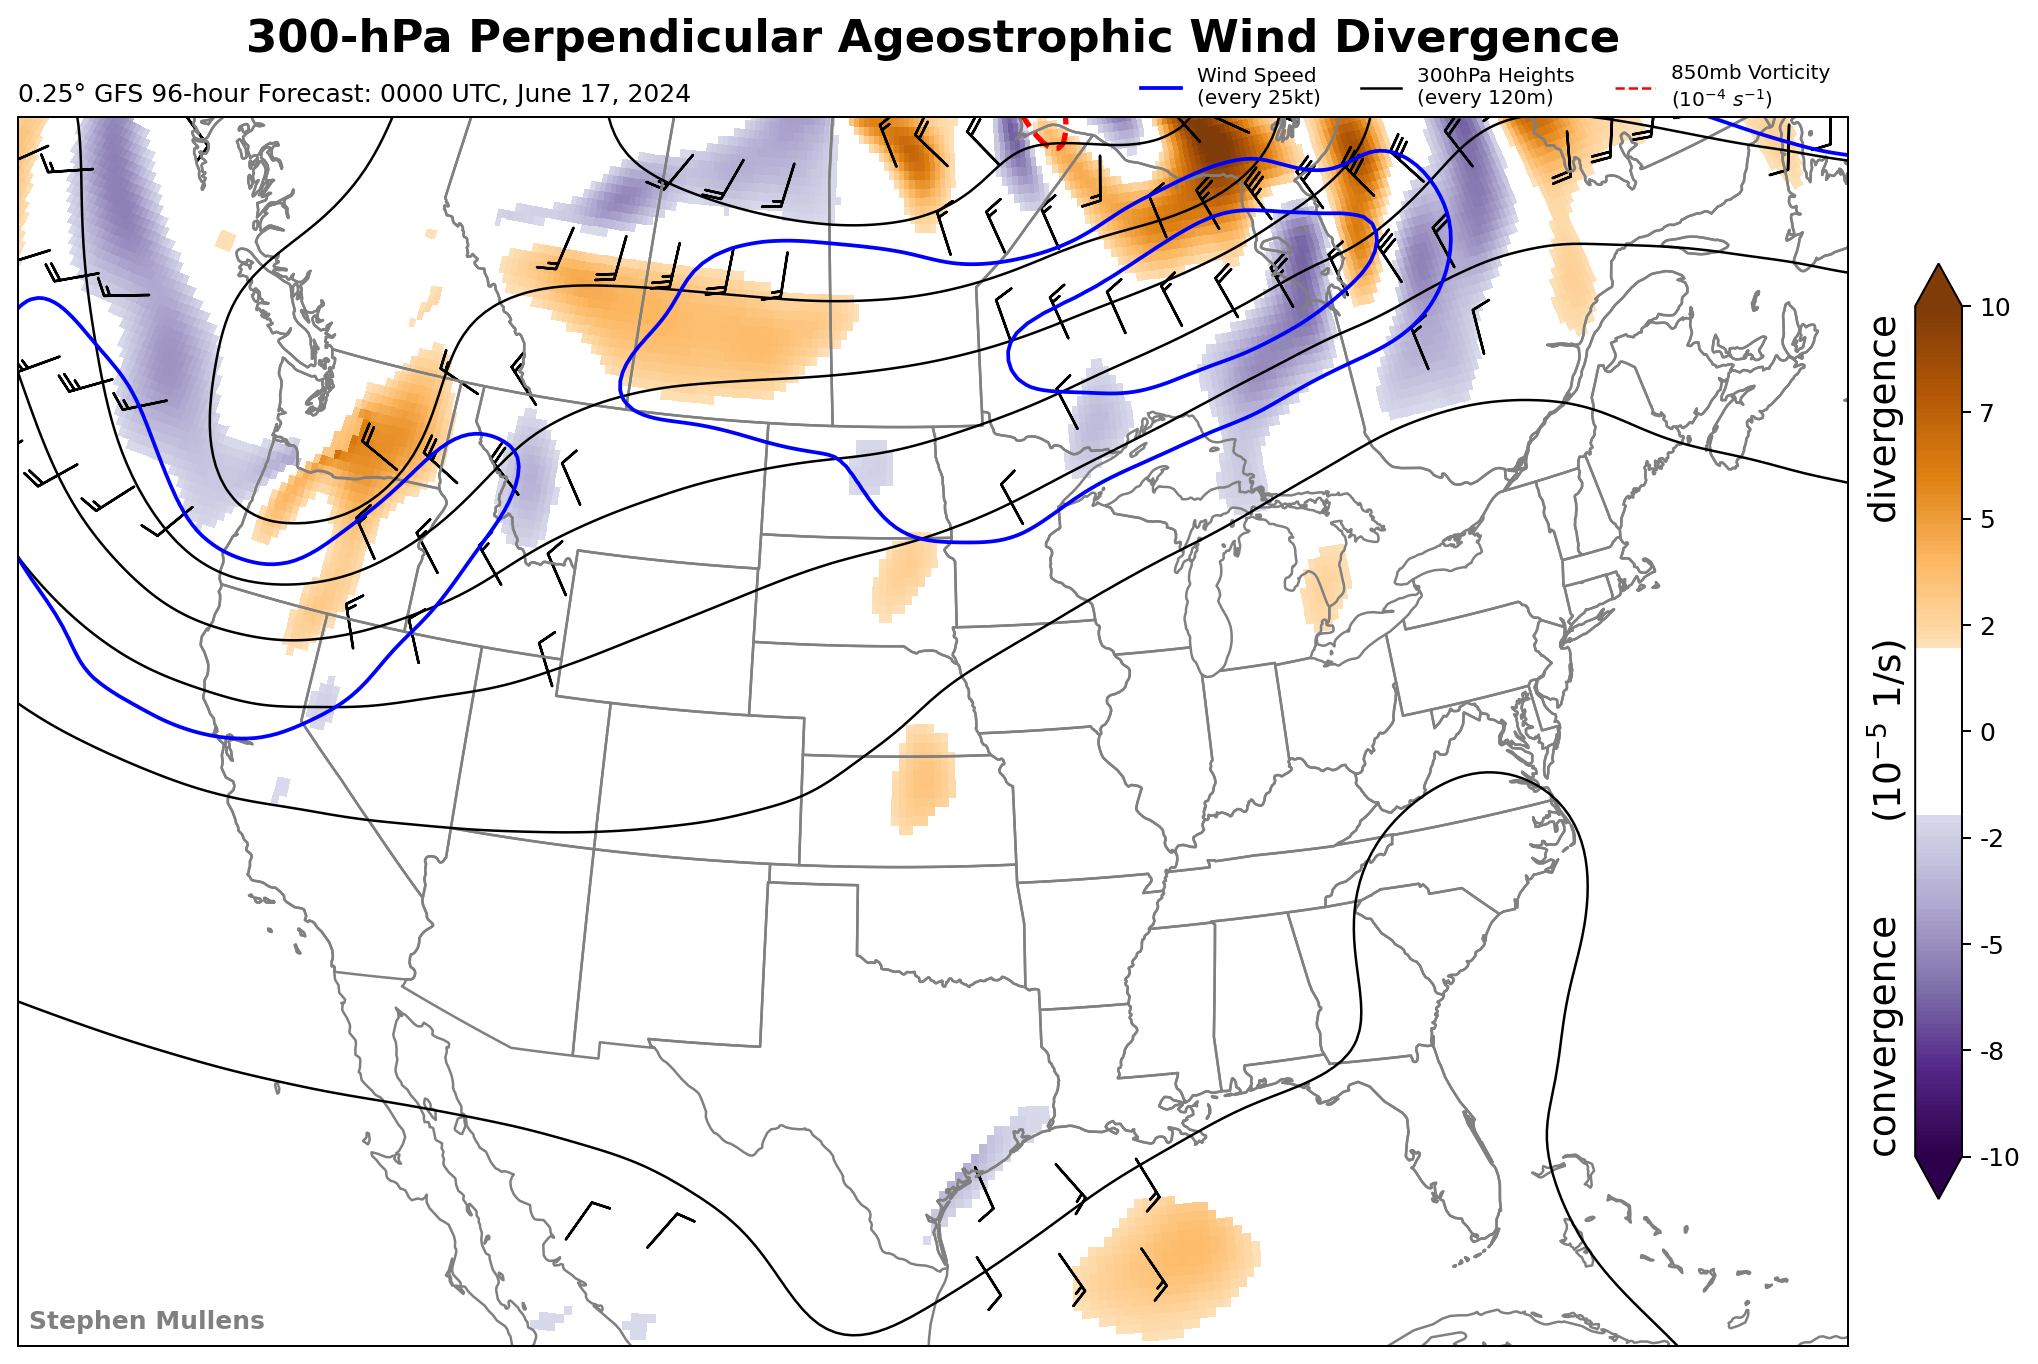 300-hPa Perpendicular Ageostrophic Wind Divergence
0.25° GFS 96-hour Forecast: 0000 UTC, June 17, 2024
Wind Speed
(every 25kt)
300hPa Heights
(every 120m)
850mb Vorticity
(10⁻⁴ s⁻¹)
10
7
5
2
0
-2
-5
-8
-10
convergence (10⁻⁵ 1/s) divergence
Stephen Mullens